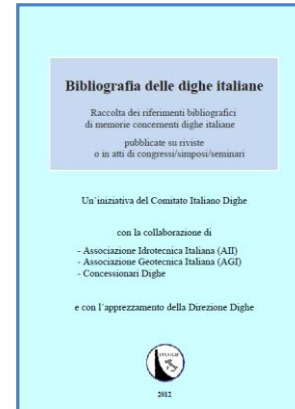 Bibliografia delle dighe italiane
Raccolta dei riferimenti bibliografici
di memorie concernenti dighe italiane
pubblicate su riviste
o in atti di congressi/simposi/seminari
Un'iniziativa del Comitato Italiano Dighe
con la collaborazione di
- Associazione Idrotecnica Italiana (AII)
- Associazione Geotecnica Italiana (AGI)
- Concessionari Dighe
e con l'apprezzamento della Direzione Dighe
2012